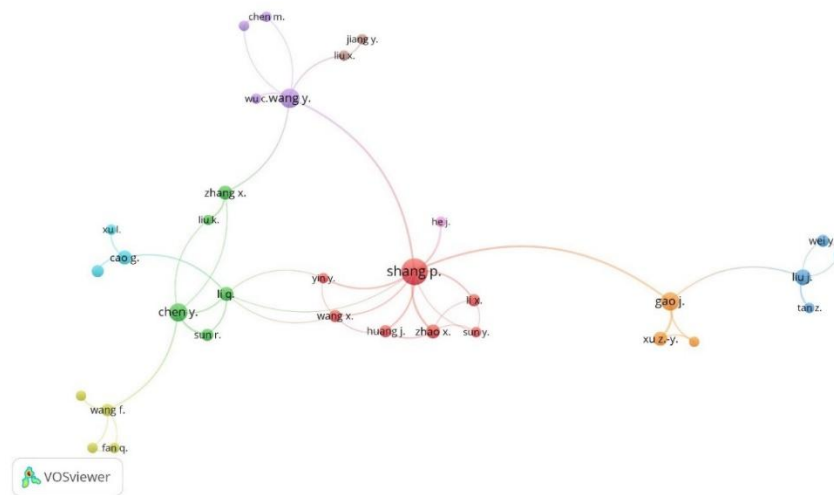 chen m.
jiang y.
liu x.
wu c.
wang y.
zhang x.
liu k.
he j.
xu l.
cao g.
wei y
shang p.
liu j.
yin y.
li q.
li x.
gao j.
tan z.
chen y.
wang x.
huang j.
zhao x.
sun y.
sun r.
xu z.-y.
wang f.
fan q.
VOSviewer